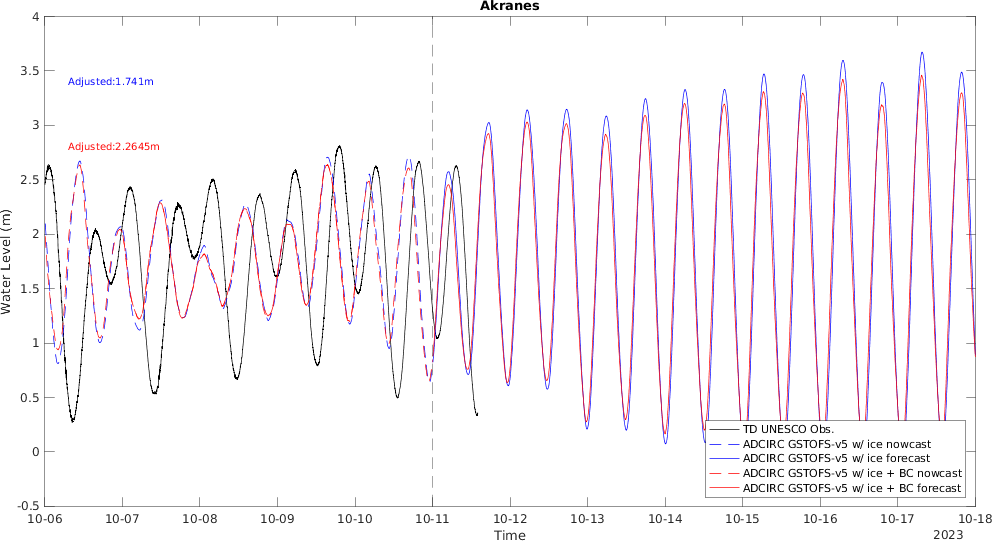 Akranes
4
3.5
3
2.5
2
1.5
1
0.5
0
-0.5
Water Level (m)
Adjusted:1.741m
Adjusted:2.2645m
TD UNESCO Obs.
ADCIRC GSTOFS-v5 w/ ice nowcast
ADCIRC GSTOFS-v5 w/ ice forecast
ADCIRC GSTOFS-v5 w/ ice + BC nowcast
ADCIRC GSTOFS-v5 w/ ice + BC forecast
10-06 10-07 10-08 10-09 10-10 10-11 10-12 10-13 10-14 10-15 10-16 10-17 10-18
Time
2023